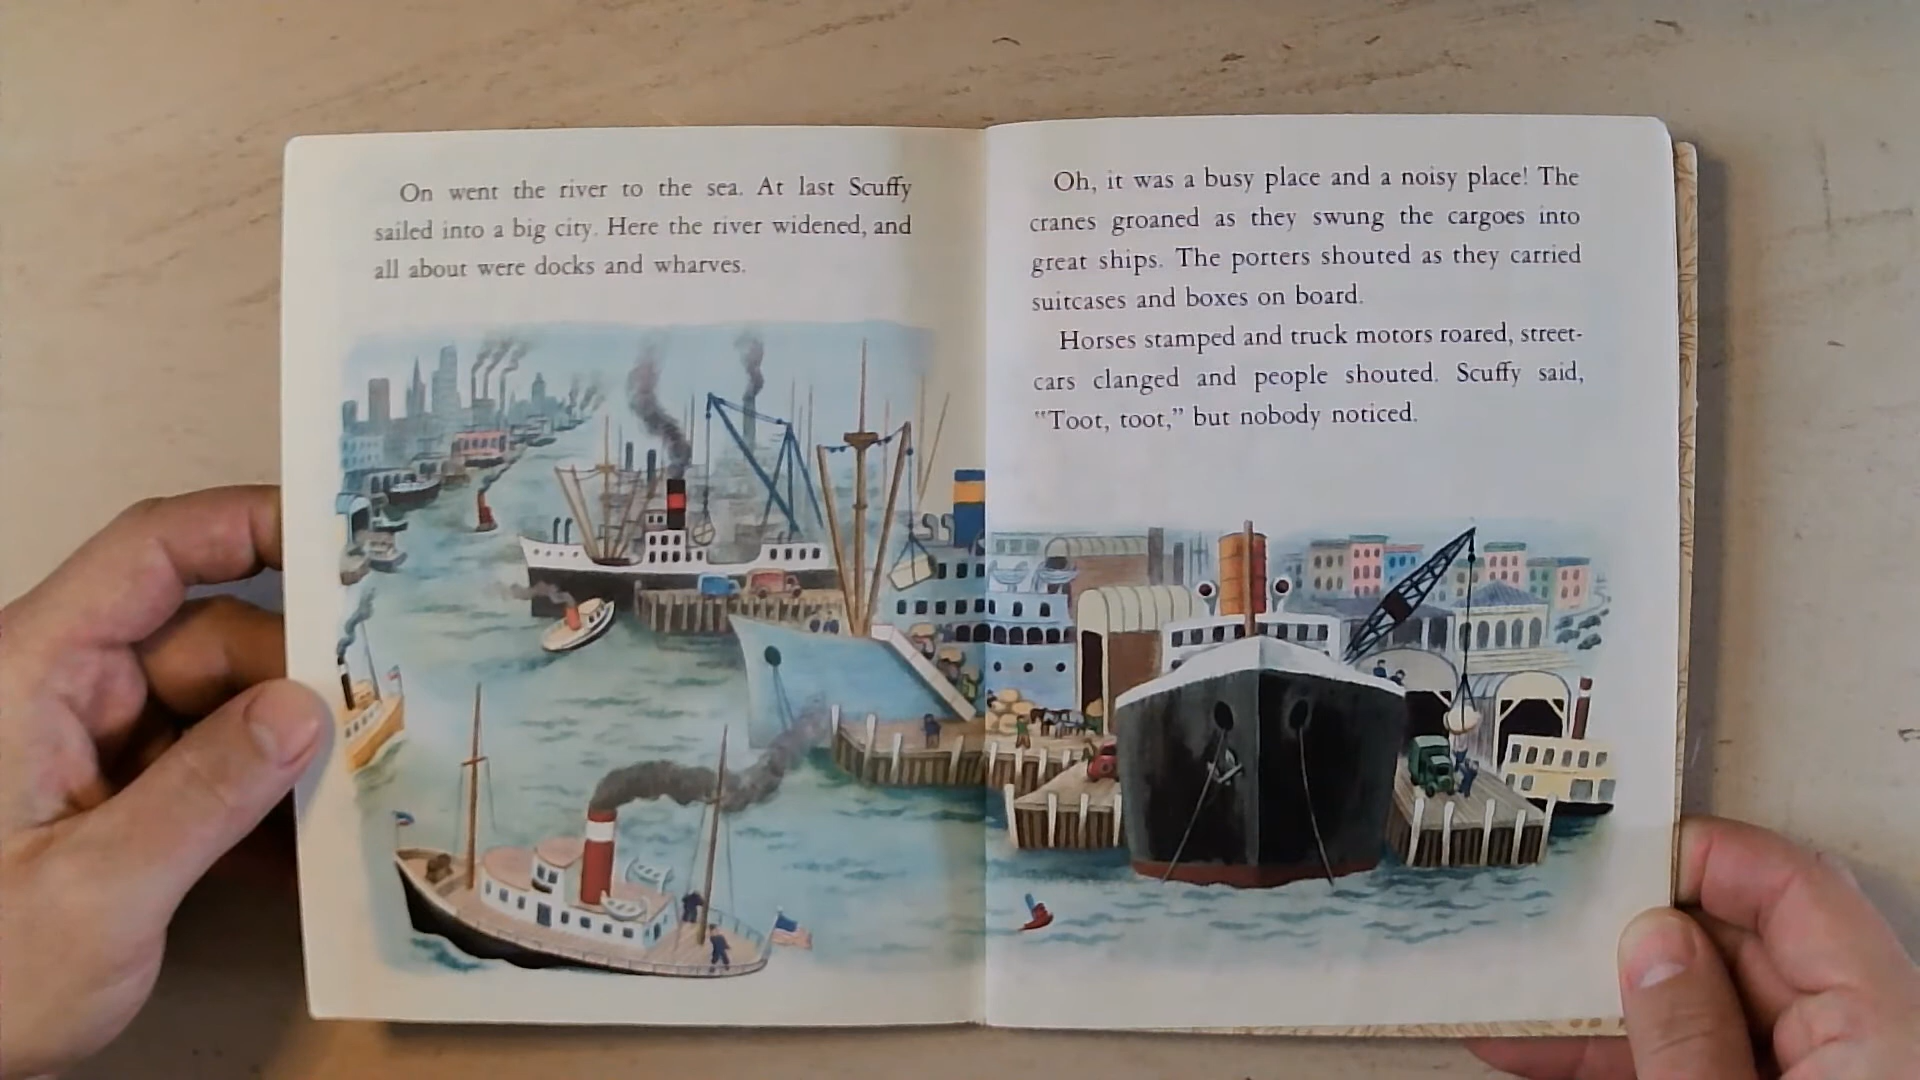 On went the river to the sea. At last Scuffy
sailed into a big city. Here the river widened, and
all about were docks and wharves.
Oh, it was a busy place and a noisy place! The
cranes groaned as they swung the cargoes into
great ships. The porters shouted as they carried
suitcases and boxes on board.
Horses stamped and truck motors roared, street-
cars clanged and people shouted. Scuffy said,
“Toot, toot,” but nobody noticed.